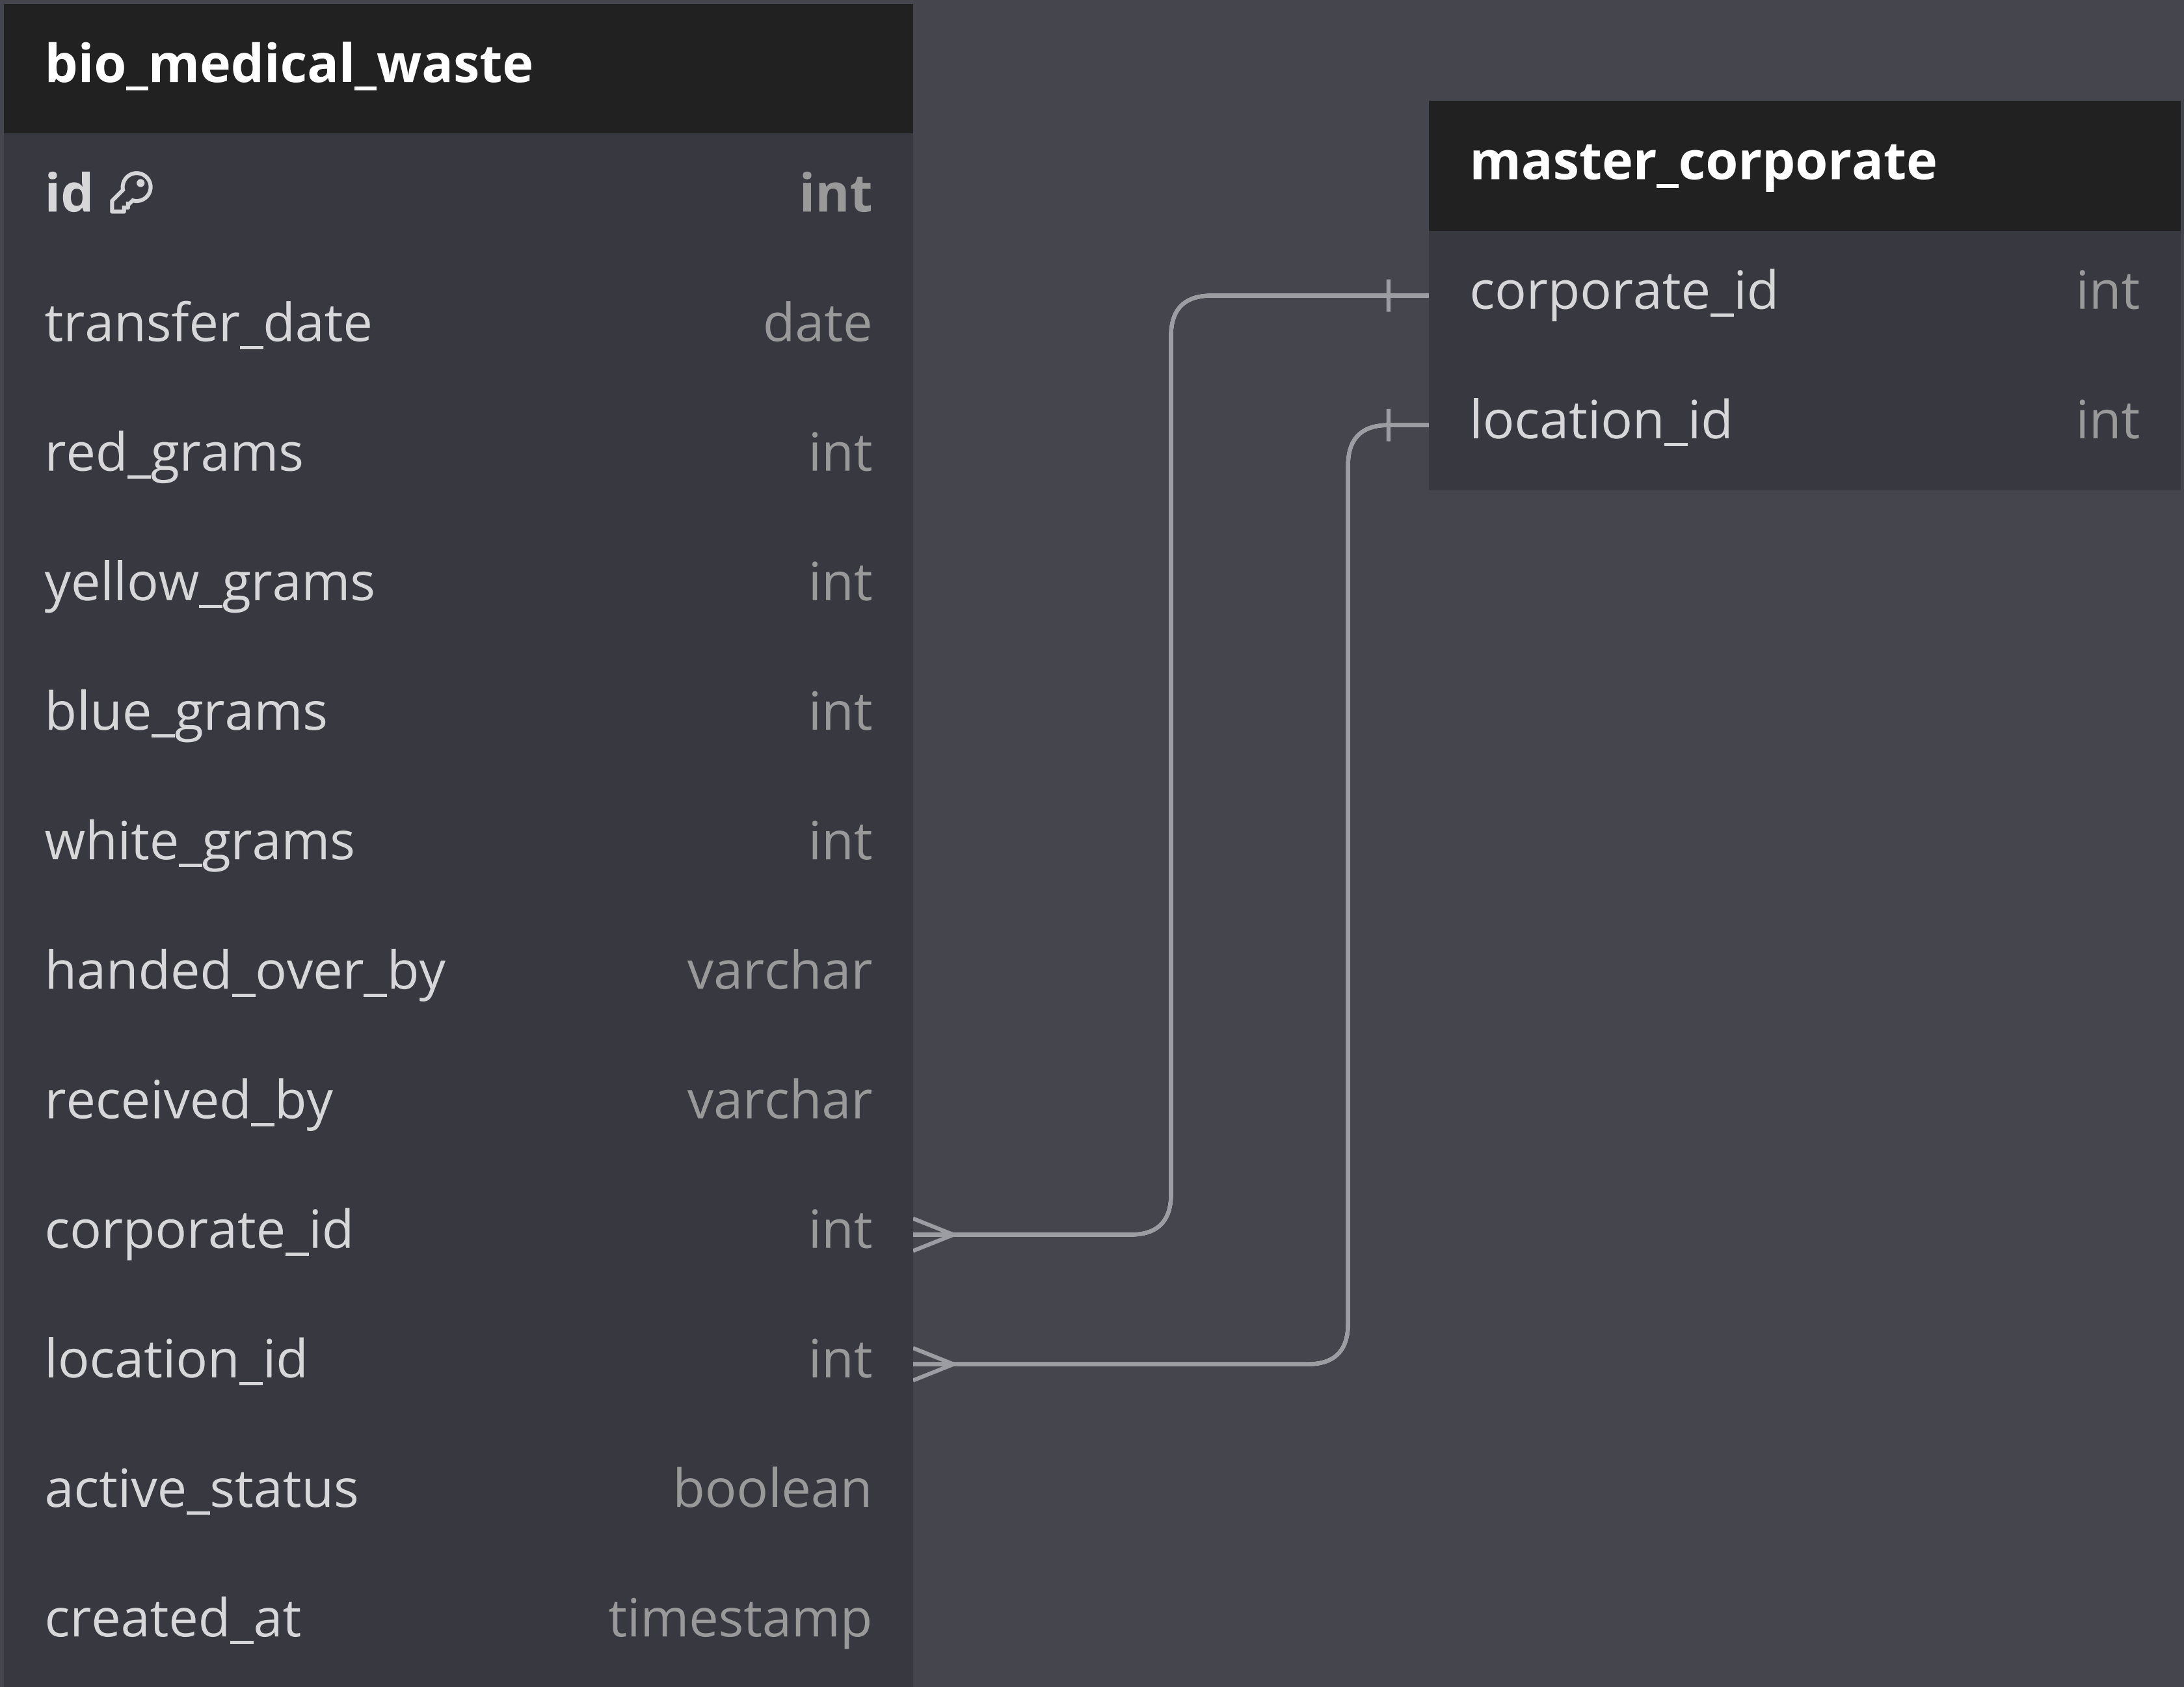 bio_medical_waste
id int
transfer_date date
red_grams int
yellow_grams int
blue_grams int
white_grams int
handed_over_by varchar
received_by varchar
corporate_id int
location_id int
active_status boolean
created_at timestamp
master_corporate
corporate_id int
location_id int